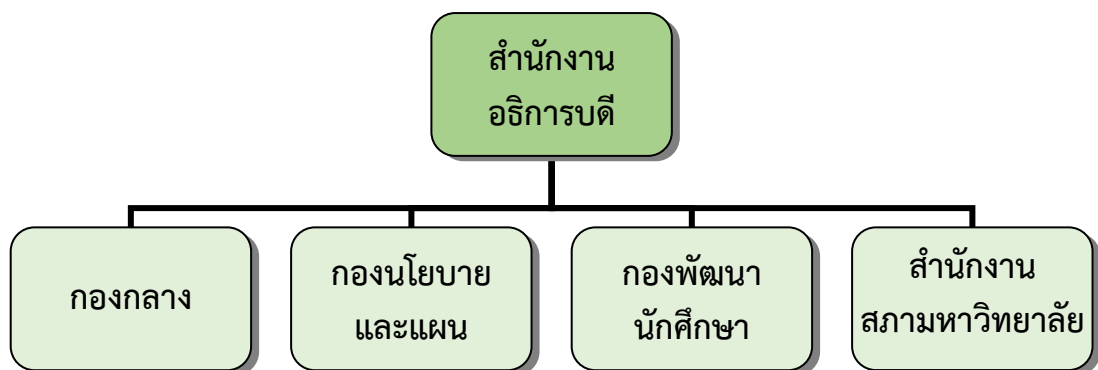 สำนักงาน
อธิการบดี
กองกลาง
กองนโยบาย
และแผน
กองพัฒนา
นักศึกษา
สำนักงาน
สภามหาวิทยาลัย